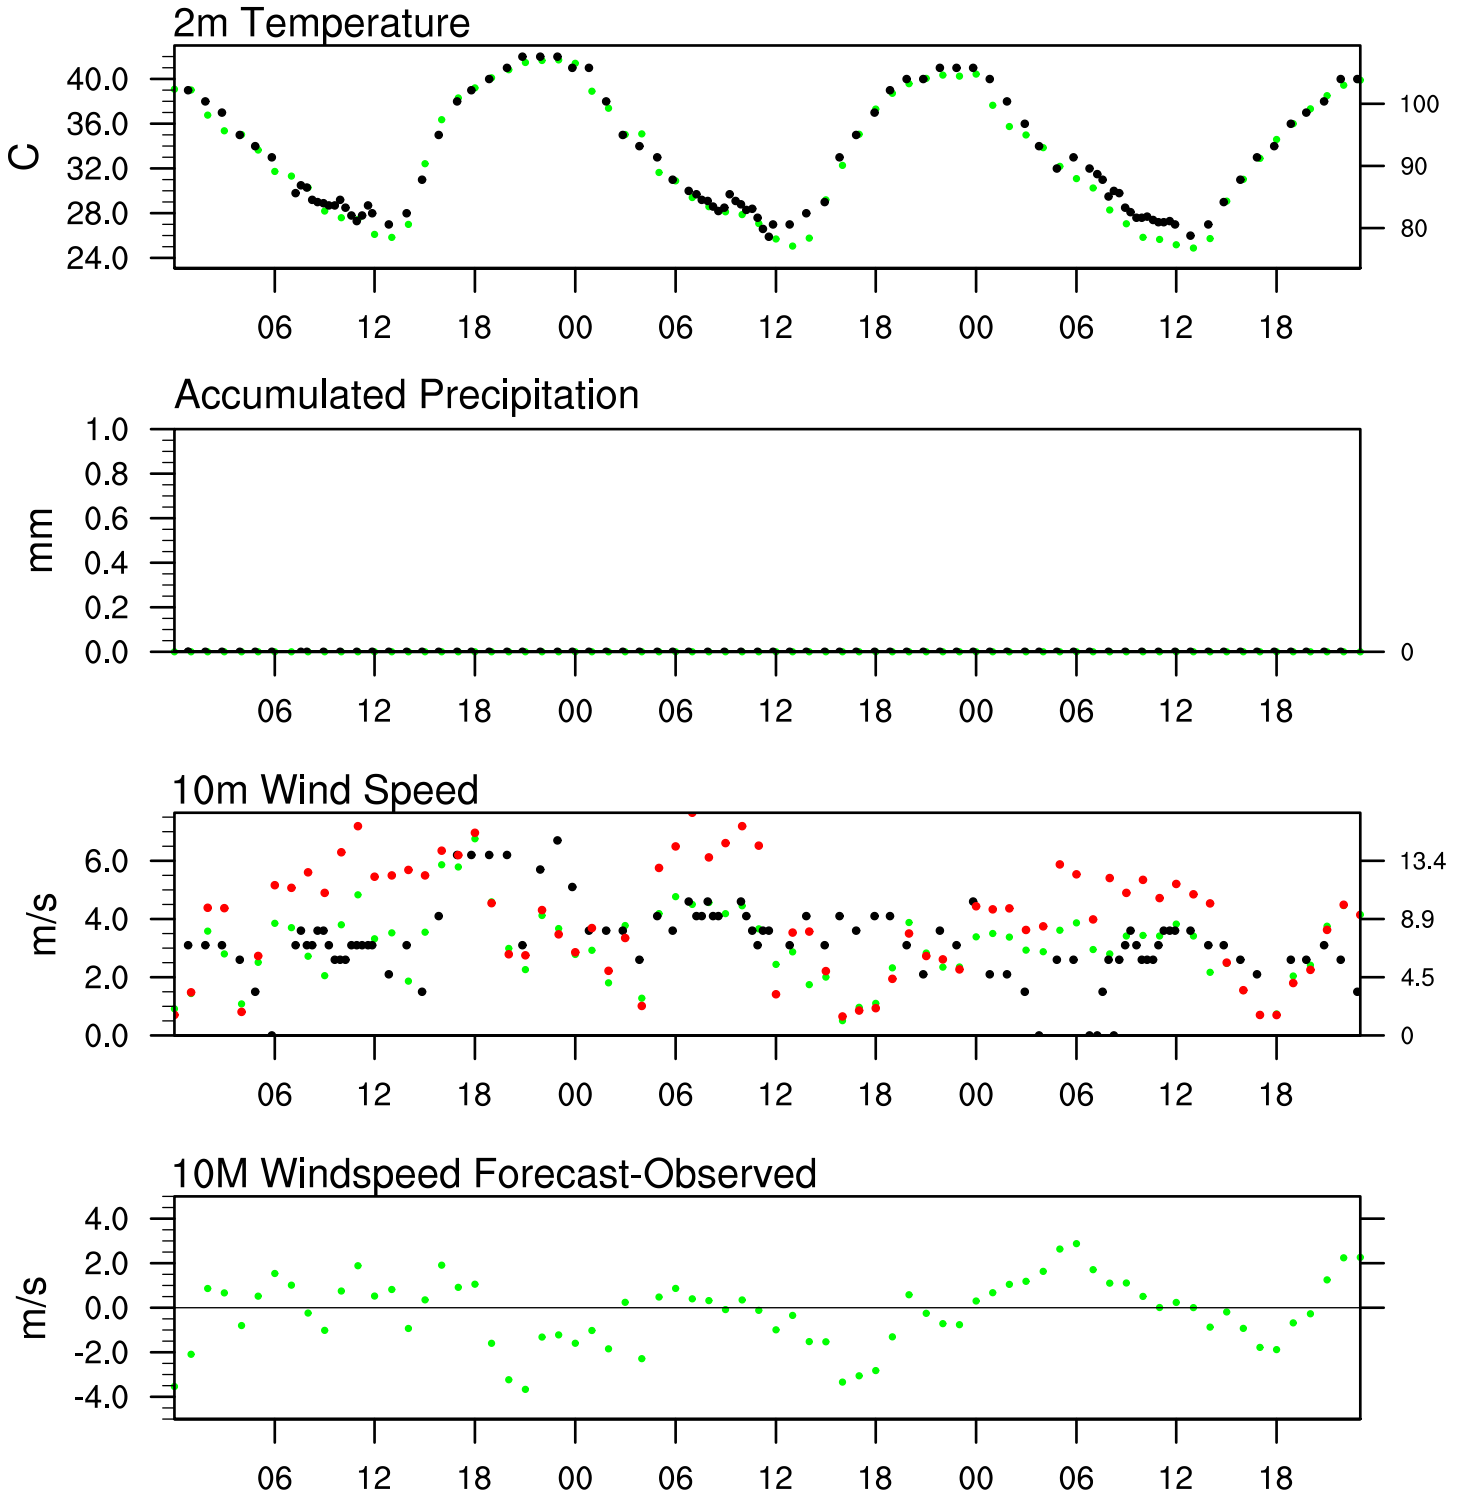 2m Temperature
40.0
36.0
32.0
28.0
24.0
C
100
90
80
06 12 18 00 06 12 18 00 06 12 18
Accumulated Precipitation
1.0
0.8
0.6
0.4
0.2
0.0
mm
0
06 12 18 00 06 12 18 00 06 12 18
10m Wind Speed
6.0
4.0
2.0
0.0
m/s
13.4
8.9
4.5
0
06 12 18 00 06 12 18 00 06 12 18
10M Windspeed Forecast-Observed
4.0
2.0
0.0
-2.0
-4.0
m/s
06 12 18 00 06 12 18 00 06 12 18